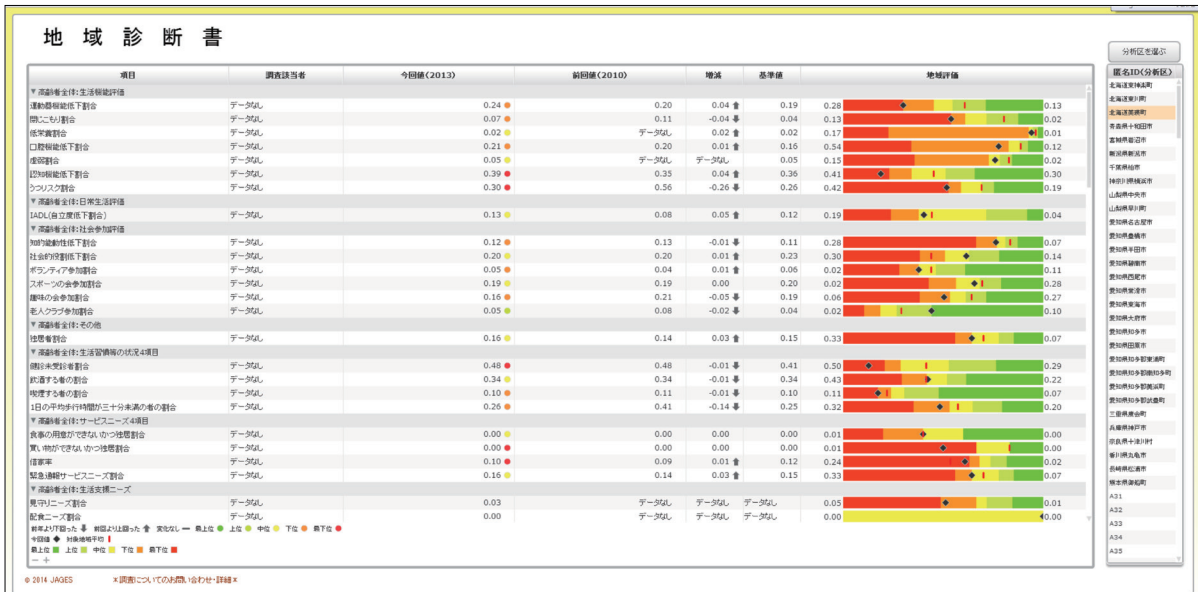 地 域 診 断 書
分析区を選ぶ
項目 調査該当者 今回値(2013) 前回値(2010) 増減 基準値 地域評価
▼ 高齢者全体:生活機能評価
運動器機能低下割合 データなし 0.24 0.20 0.04 ⬆ 0.19 0.28 0.13
閉じこもり割合 データなし 0.07 0.11 -0.04 ⬇ 0.04 0.13 0.02
低栄養割合 データなし 0.02 データなし 0.02 ⬆ 0.02 0.17 0.01
口腔機能低下割合 データなし 0.21 0.20 0.01 ⬆ 0.16 0.54 0.12
虚弱割合 データなし 0.05 データなし データなし 0.05 0.15 0.02
認知機能低下割合 データなし 0.39 0.35 0.04 ⬆ 0.36 0.41 0.30
うつリスク割合 データなし 0.30 0.56 -0.26 ⬇ 0.26 0.42 0.19
▼ 高齢者全体:日常生活評価
IADL(自立度低下割合) データなし 0.13 0.08 0.05 ⬆ 0.12 0.19 0.04
▼ 高齢者全体:社会参加評価
知的能動性低下割合 データなし 0.12 0.13 -0.01 ⬇ 0.11 0.28 0.07
社会的役割低下割合 データなし 0.20 0.20 0.01 ⬆ 0.23 0.30 0.14
ボランティア参加割合 データなし 0.05 0.04 0.01 ⬆ 0.06 0.02 0.11
スポーツの会参加割合 データなし 0.19 0.19 0.00 0.20 0.02 0.28
趣味の会参加割合 データなし 0.16 0.21 -0.05 ⬇ 0.19 0.06 0.27
老人クラブ参加割合 データなし 0.05 0.08 -0.02 ⬇ 0.04 0.02 0.10
▼ 高齢者全体:その他
独居者割合 データなし 0.16 0.14 0.03 ⬆ 0.15 0.33 0.07
▼ 高齢者全体:生活習慣等の状況4項目
健診未受診者割合 データなし 0.48 0.48 -0.01 ⬇ 0.41 0.50 0.29
飲酒する者の割合 データなし 0.34 0.34 -0.01 ⬇ 0.34 0.43 0.22
喫煙する者の割合 データなし 0.10 0.11 -0.01 ⬇ 0.10 0.11 0.07
1日の平均歩行時間が三十分未満の者の割合 データなし 0.26 0.41 -0.14 ⬇ 0.25 0.32 0.20
▼ 高齢者全体:サービスニーズ4項目
食事の用意ができないかつ独居割合 データなし 0.00 0.00 0.00 0.00 0.01 0.00
買い物ができないかつ独居割合 データなし 0.00 0.00 0.00 0.00 0.01 0.00
借家率 データなし 0.10 0.09 0.01 ⬆ 0.12 0.24 0.02
緊急通報サービスニーズ割合 データなし 0.16 0.14 0.03 ⬆ 0.15 0.33 0.07
▼ 高齢者全体:生活支援ニーズ
見守りニーズ割合 データなし 0.03 データなし データなし データなし 0.05 0.01
配食ニーズ割合 データなし 0.00 データなし データなし データなし 0.00 0.00
前年より下回った ⬇ 前回より上回った ⬆ 変化なし ー 最上位 上位 中位 下位 最下位
今回値 ◆ 対象地域平均
最上位 上位 中位 下位 最下位
− +
匿名ID(分析区)
北海道東神楽町
北海道東川町
北海道美瑛町
青森県十和田市
宮城県岩沼市
新潟県新潟市
千葉県柏市
神奈川県横浜市
山梨県中央市
山梨県早川町
愛知県名古屋市
愛知県豊橋市
愛知県半田市
愛知県碧南市
愛知県西尾市
愛知県常滑市
愛知県東海市
愛知県大府市
愛知県知多市
愛知県田原市
愛知県知多郡東浦町
愛知県知多郡南知多町
愛知県知多郡美浜町
愛知県知多郡武豊町
三重県度会町
兵庫県神戸市
奈良県十津川村
香川県丸亀市
長崎県松浦市
熊本県御船町
A31
A32
A33
A34
A35
© 2014 JAGES ×調査についてのお問い合わせ・詳細×